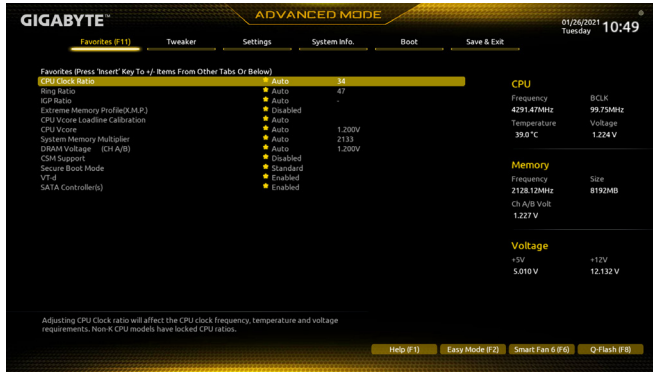 GIGABYTE™
ADVANCED MODE
01/26/2021 Tuesday 10:49
Favorites (F11) Tweaker Settings System Info. Boot Save & Exit
Favorites (Press 'Insert' Key To +/- Items From Other Tabs Or Below)
CPU Clock Ratio Auto 34
Ring Ratio Auto 47
IGP Ratio Auto -
Extreme Memory Profile(X.M.P.) Disabled
CPU Vcore Loadline Calibration Auto
CPU Vcore Auto 1.200V
System Memory Multiplier Auto 2133
DRAM Voltage (CH A/B) Auto 1.200V
CSM Support Disabled
Secure Boot Mode Standard
VT-d Enabled
SATA Controller(s) Enabled
CPU
Frequency BCLK
4291.47MHz 99.75MHz
Temperature Voltage
39.0 °C 1.224 V
Memory
Frequency Size
2128.12MHz 8192MB
Ch A/B Volt
1.227 V
Voltage
+5V +12V
5.010 V 12.132 V
Adjusting CPU Clock ratio will affect the CPU clock frequency, temperature and voltage
requirements. Non-K CPU models have locked CPU ratios.
Help (F1) Easy Mode (F2) Smart Fan 6 (F6) Q-Flash (F8)